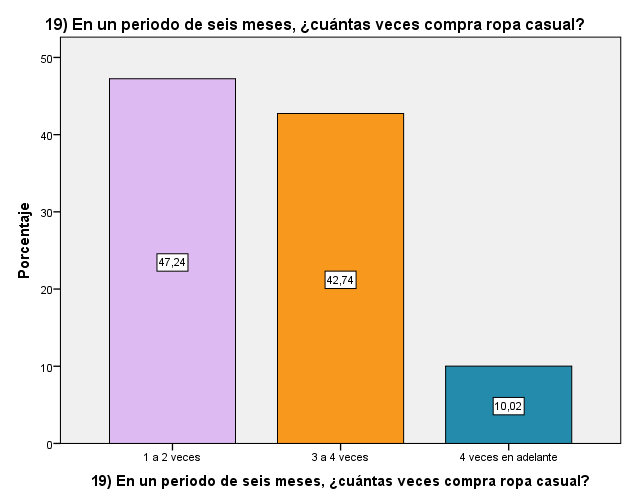 19) En un periodo de seis meses, ¿cuántas veces compra ropa casual?
50
40
30
20
10
0
Porcentaje
47,24
42,74
10,02
1 a 2 veces
3 a 4 veces
4 veces en adelante
19) En un periodo de seis meses, ¿cuántas veces compra ropa casual?